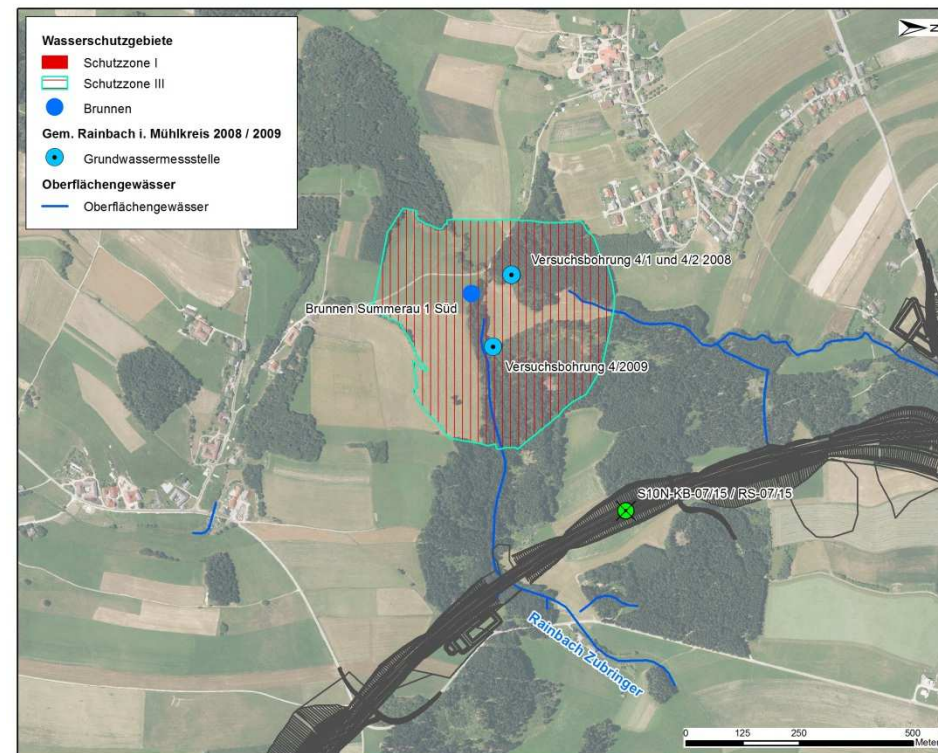 Wasserschutzgebiete
Schutzzone I
Schutzzone III
Brunnen
Gem. Rainbach i. Mühlkreis 2008 / 2009
Grundwassermessstelle
Oberflächengewässer
Oberflächengewässer
N
Versuchsbohrung 4/1 und 4/2 2008
Brunnen Summerau 1 Süd
Versuchsbohrung 4/2009
S10N-KB-07/15 / RS-07/15
Rainbach Zubringer
0 125 250 500
Meter